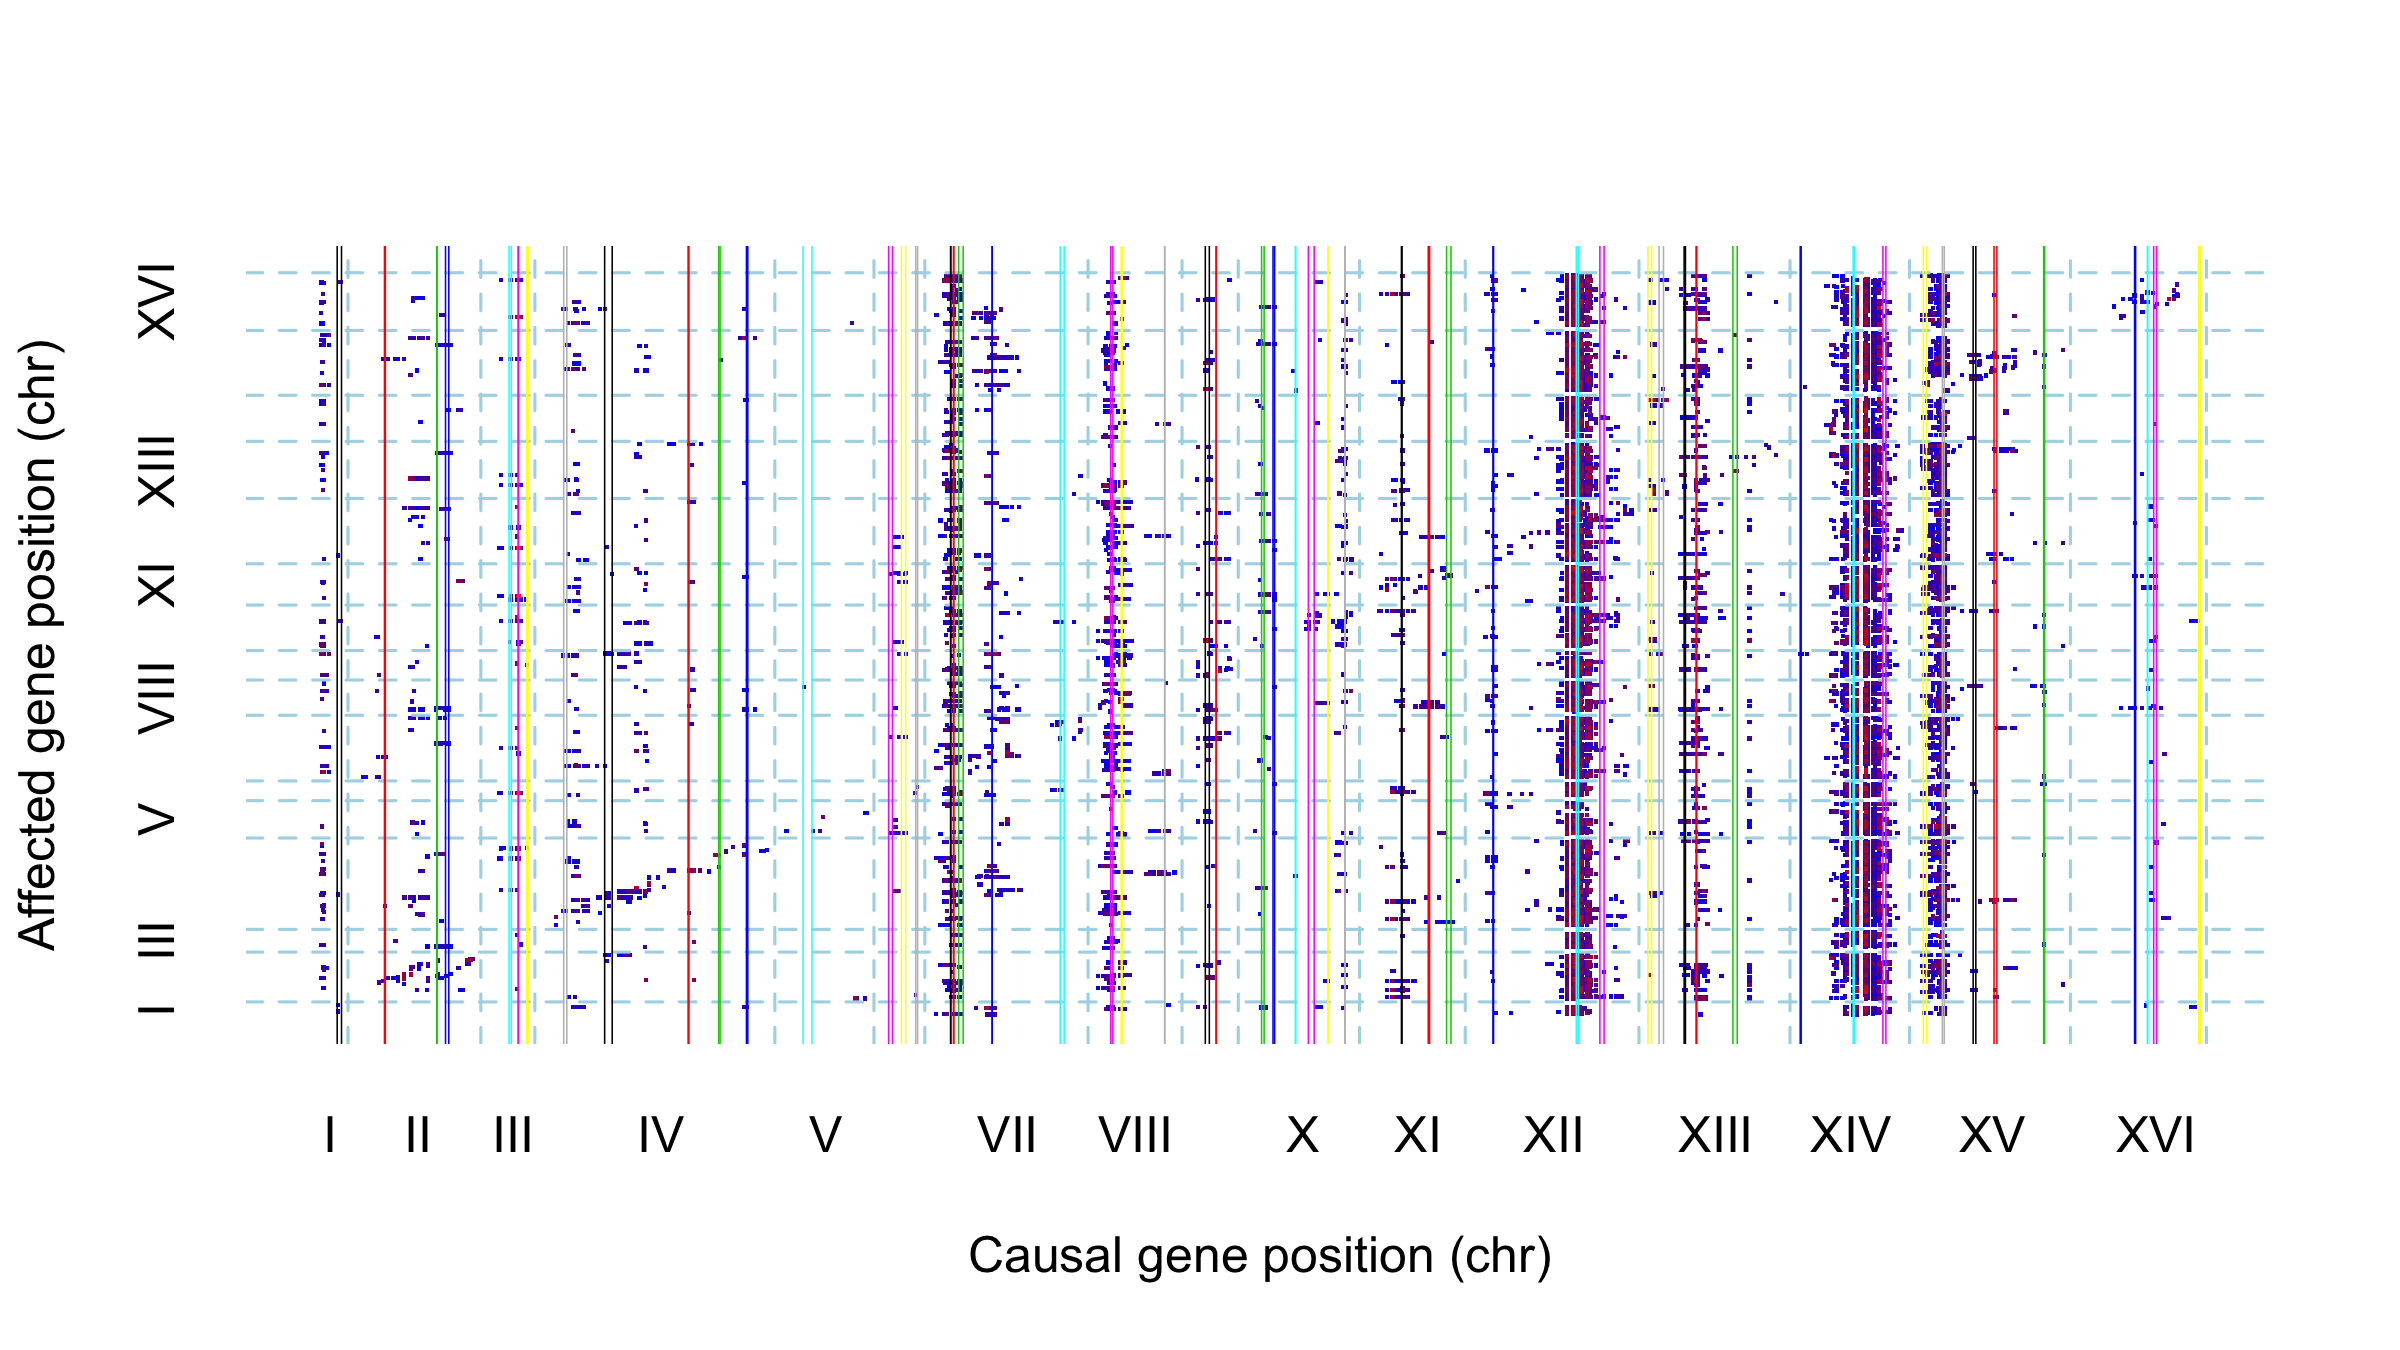 Affected gene position (chr)
XVI
XIII
XI
VIII
V
III
I
I II III IV V VII VIII X XI XII XIII XIV XV XVI
Causal gene position (chr)